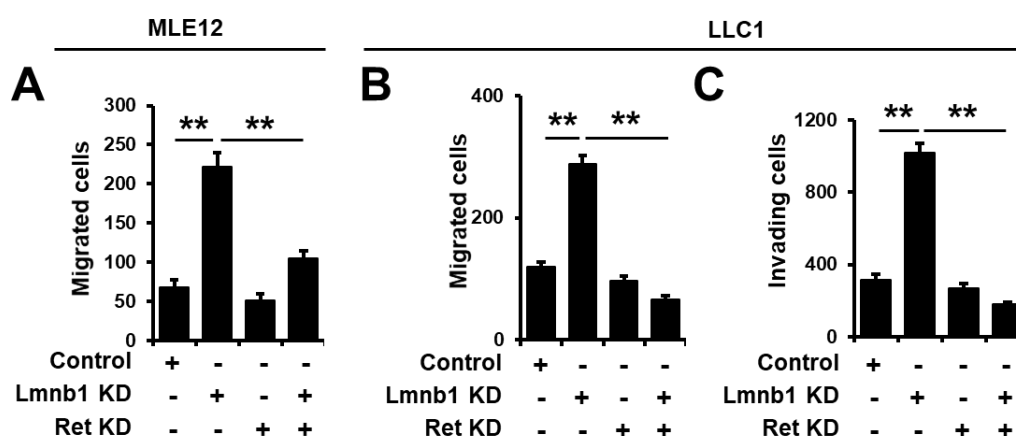 MLE12 LLC1
A B C
300
250
200
150
100
50
0
Migrated cells
** **
400
200
0
Migrated cells
** **
1200
800
400
0
Invading cells
** **
Control + - - - Control + - - - Control + - - -
Lmnb1 KD - + - + Lmnb1 KD - + - + Lmnb1 KD - + - +
Ret KD - - + + Ret KD - - + + Ret KD - - + +